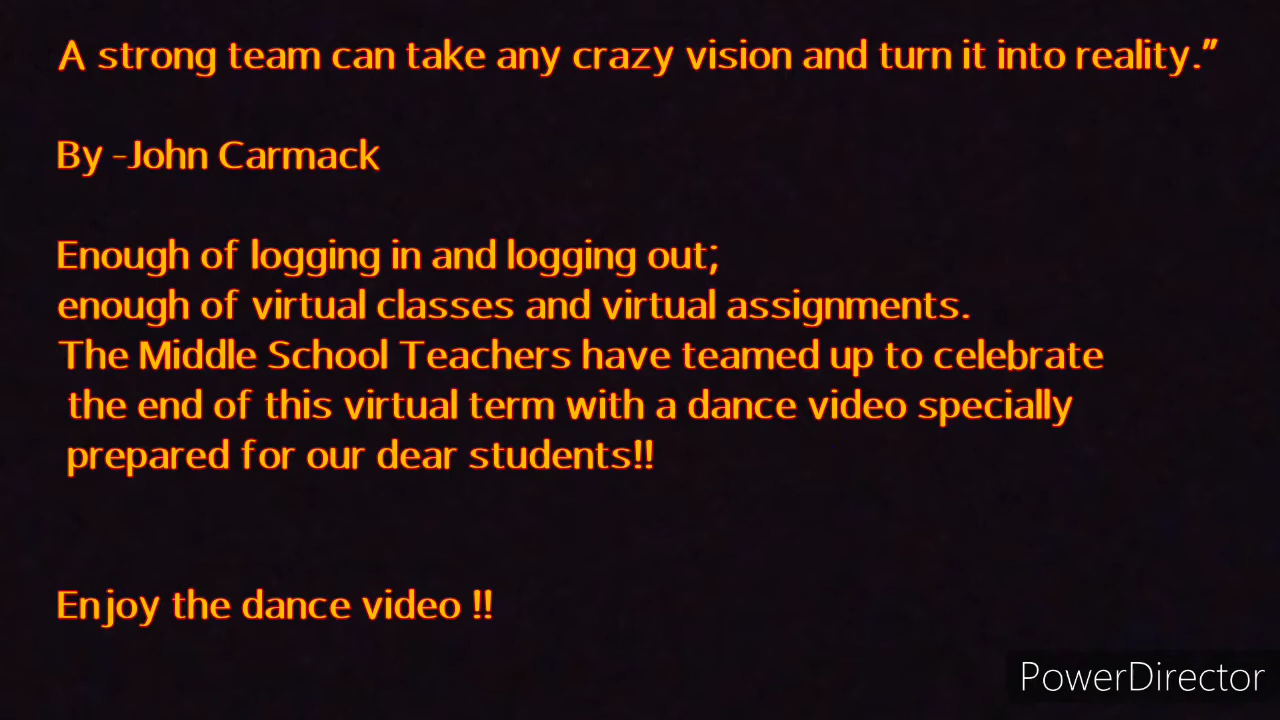 A strong team can take any crazy vision and turn it into reality.”
By -John Carmack
Enough of logging in and logging out;
enough of virtual classes and virtual assignments.
The Middle School Teachers have teamed up to celebrate
the end of this virtual term with a dance video specially
prepared for our dear students!!
Enjoy the dance video !!
PowerDirector